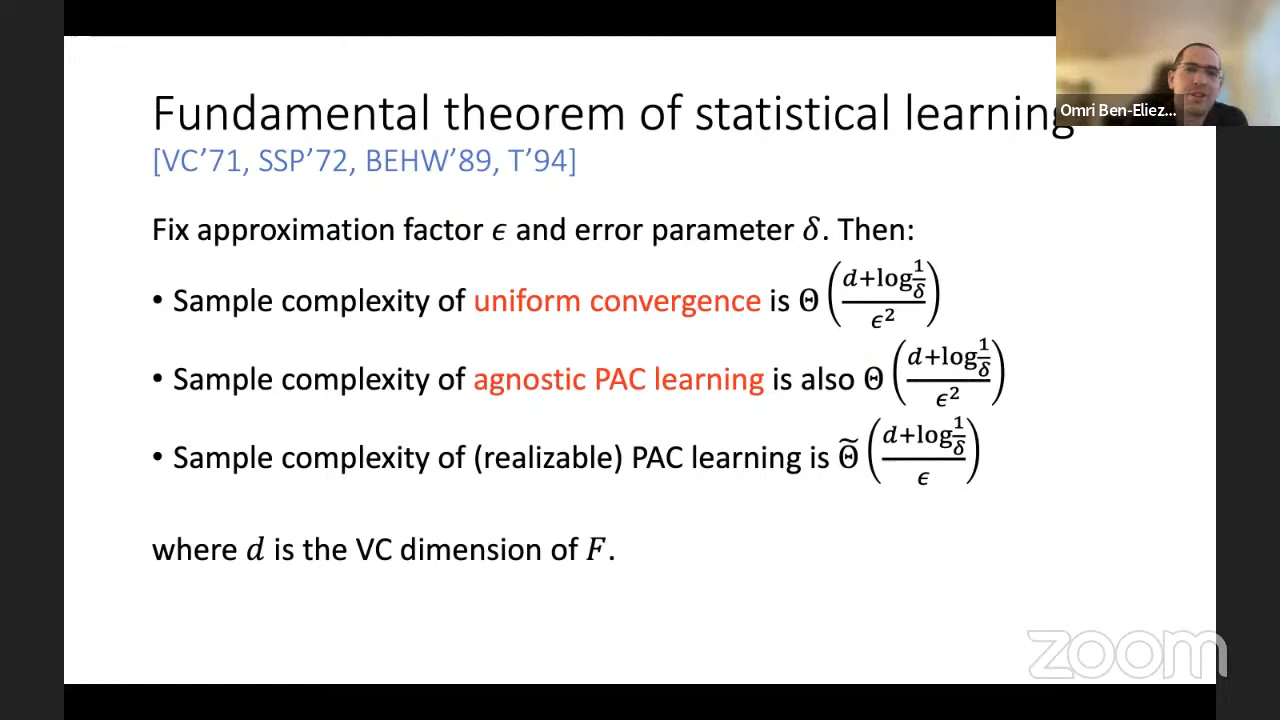 Fundamental theorem of statistical learning
[VC’71, SSP’72, BEHW’89, T’94]
Omri Ben-Eliez...
Fix approximation factor ϵ and error parameter δ. Then:
• Sample complexity of uniform convergence is Θ((d+log 1/δ)/ϵ²)
• Sample complexity of agnostic PAC learning is also Θ((d+log 1/δ)/ϵ²)
• Sample complexity of (realizable) PAC learning is Θ̃((d+log 1/δ)/ϵ)
where d is the VC dimension of F.
zoom